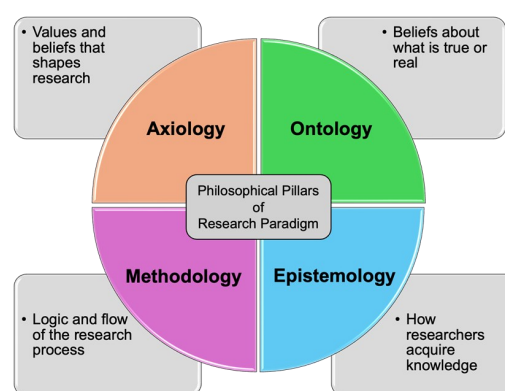 • Values and
beliefs that
shapes
research
• Beliefs about
what is true or
real
Axiology
Ontology
Philosophical Pillars
of
Research Paradigm
Methodology
Epistemology
• Logic and flow
of the research
process
• How
researchers
acquire
knowledge